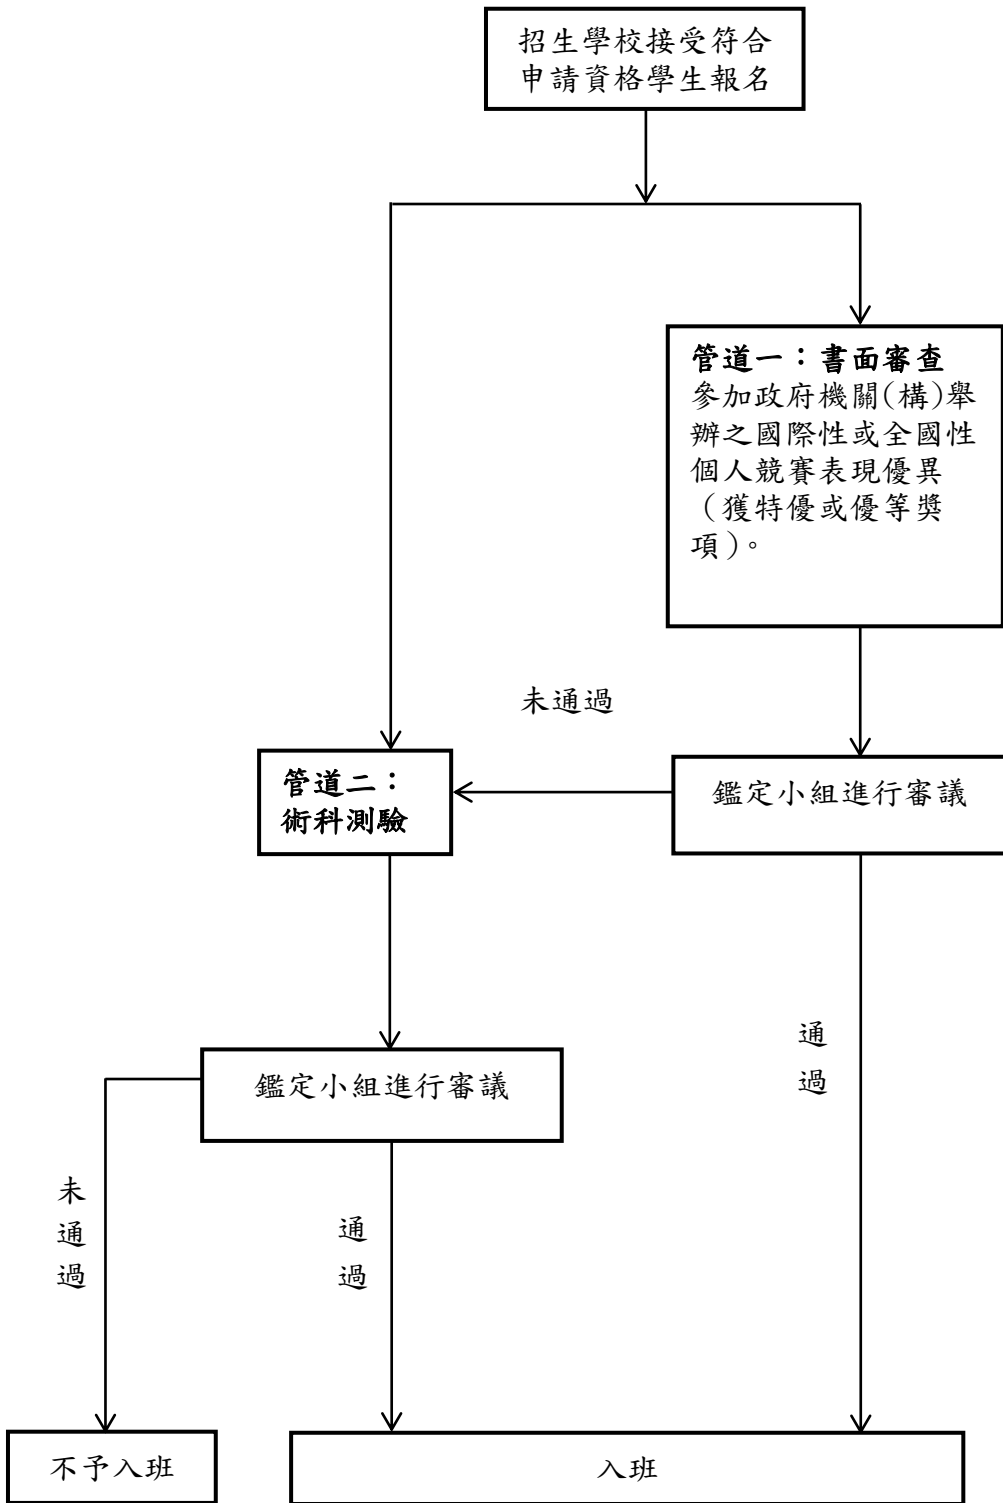 招生學校接受符合
申請資格學生報名
管道一：書面審查
參加政府機關(構)舉
辦之國際性或全國性
個人競賽表現優異
（獲特優或優等獎
項）。
未通過
管道二：
術科測驗
鑑定小組進行審議
通過
鑑定小組進行審議
未通過
通過
不予入班
入班